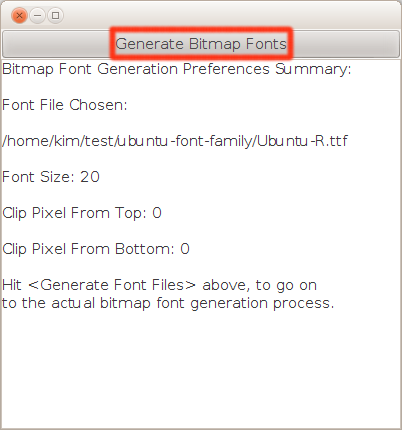 Generate Bitmap Fonts
Bitmap Font Generation Preferences Summary:
Font File Chosen:
/home/kim/test/ubuntu-font-family/Ubuntu-R.ttf
Font Size: 20
Clip Pixel From Top: 0
Clip Pixel From Bottom: 0
Hit <Generate Font Files> above, to go on
to the actual bitmap font generation process.